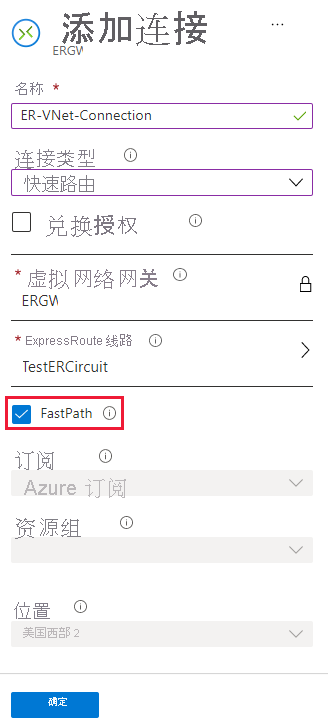 添加连接
...
ERGW
名称 *
ER-VNet-Connection
连接类型
快速路由
兑换授权
* 虚拟网络网关
ERGW
* ExpressRoute 线路
TestERCircuit
FastPath
订阅
Azure 订阅
资源组
位置
美国西部 2
确定